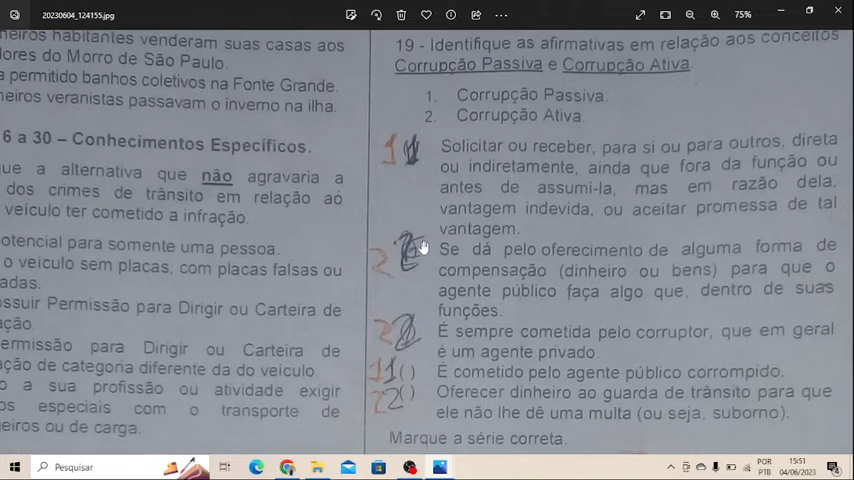 20230604_124155.jpg
75%
neiros habitantes venderam suas casas aos
dores do Morro de São Paulo.
a permitido banhos coletivos na Fonte Grande.
neiros veranistas passavam o inverno na ilha.
6 a 30 – Conhecimentos Específicos.
que a alternativa que não agravaria a
dos crimes de trânsito em relação ao
veículo ter cometido a infração.
potencial para somente uma pessoa.
o veículo sem placas, com placas falsas ou
adas.
ossuir Permissão para Dirigir ou Carteira de
ação.
ermissão para Dirigir ou Carteira de
ação de categoria diferente da do veículo.
o a sua profissão ou atividade exigir
os especiais com o transporte de
geiros ou de carga.
19 - Identifique as afirmativas em relação aos conceitos
Corrupção Passiva e Corrupção Ativa.
1. Corrupção Passiva.
2. Corrupção Ativa.
1 Solicitar ou receber, para si ou para outros, direta
ou indiretamente, ainda que fora da função ou
antes de assumi-la, mas em razão dela,
vantagem indevida, ou aceitar promessa de tal
vantagem.
2 Se dá pelo oferecimento de alguma forma de
compensação (dinheiro ou bens) para que o
agente público faça algo que, dentro de suas
funções.
2 É sempre cometida pelo corruptor, que em geral
é um agente privado.
1 1 ( ) É cometido pelo agente público corrompido.
2 2 ( ) Oferecer dinheiro ao guarda de trânsito para que
ele não lhe dê uma multa (ou seja, suborno).
Marque a série correta.
Pesquisar
POR
PTB
15:51
04/06/2023
4